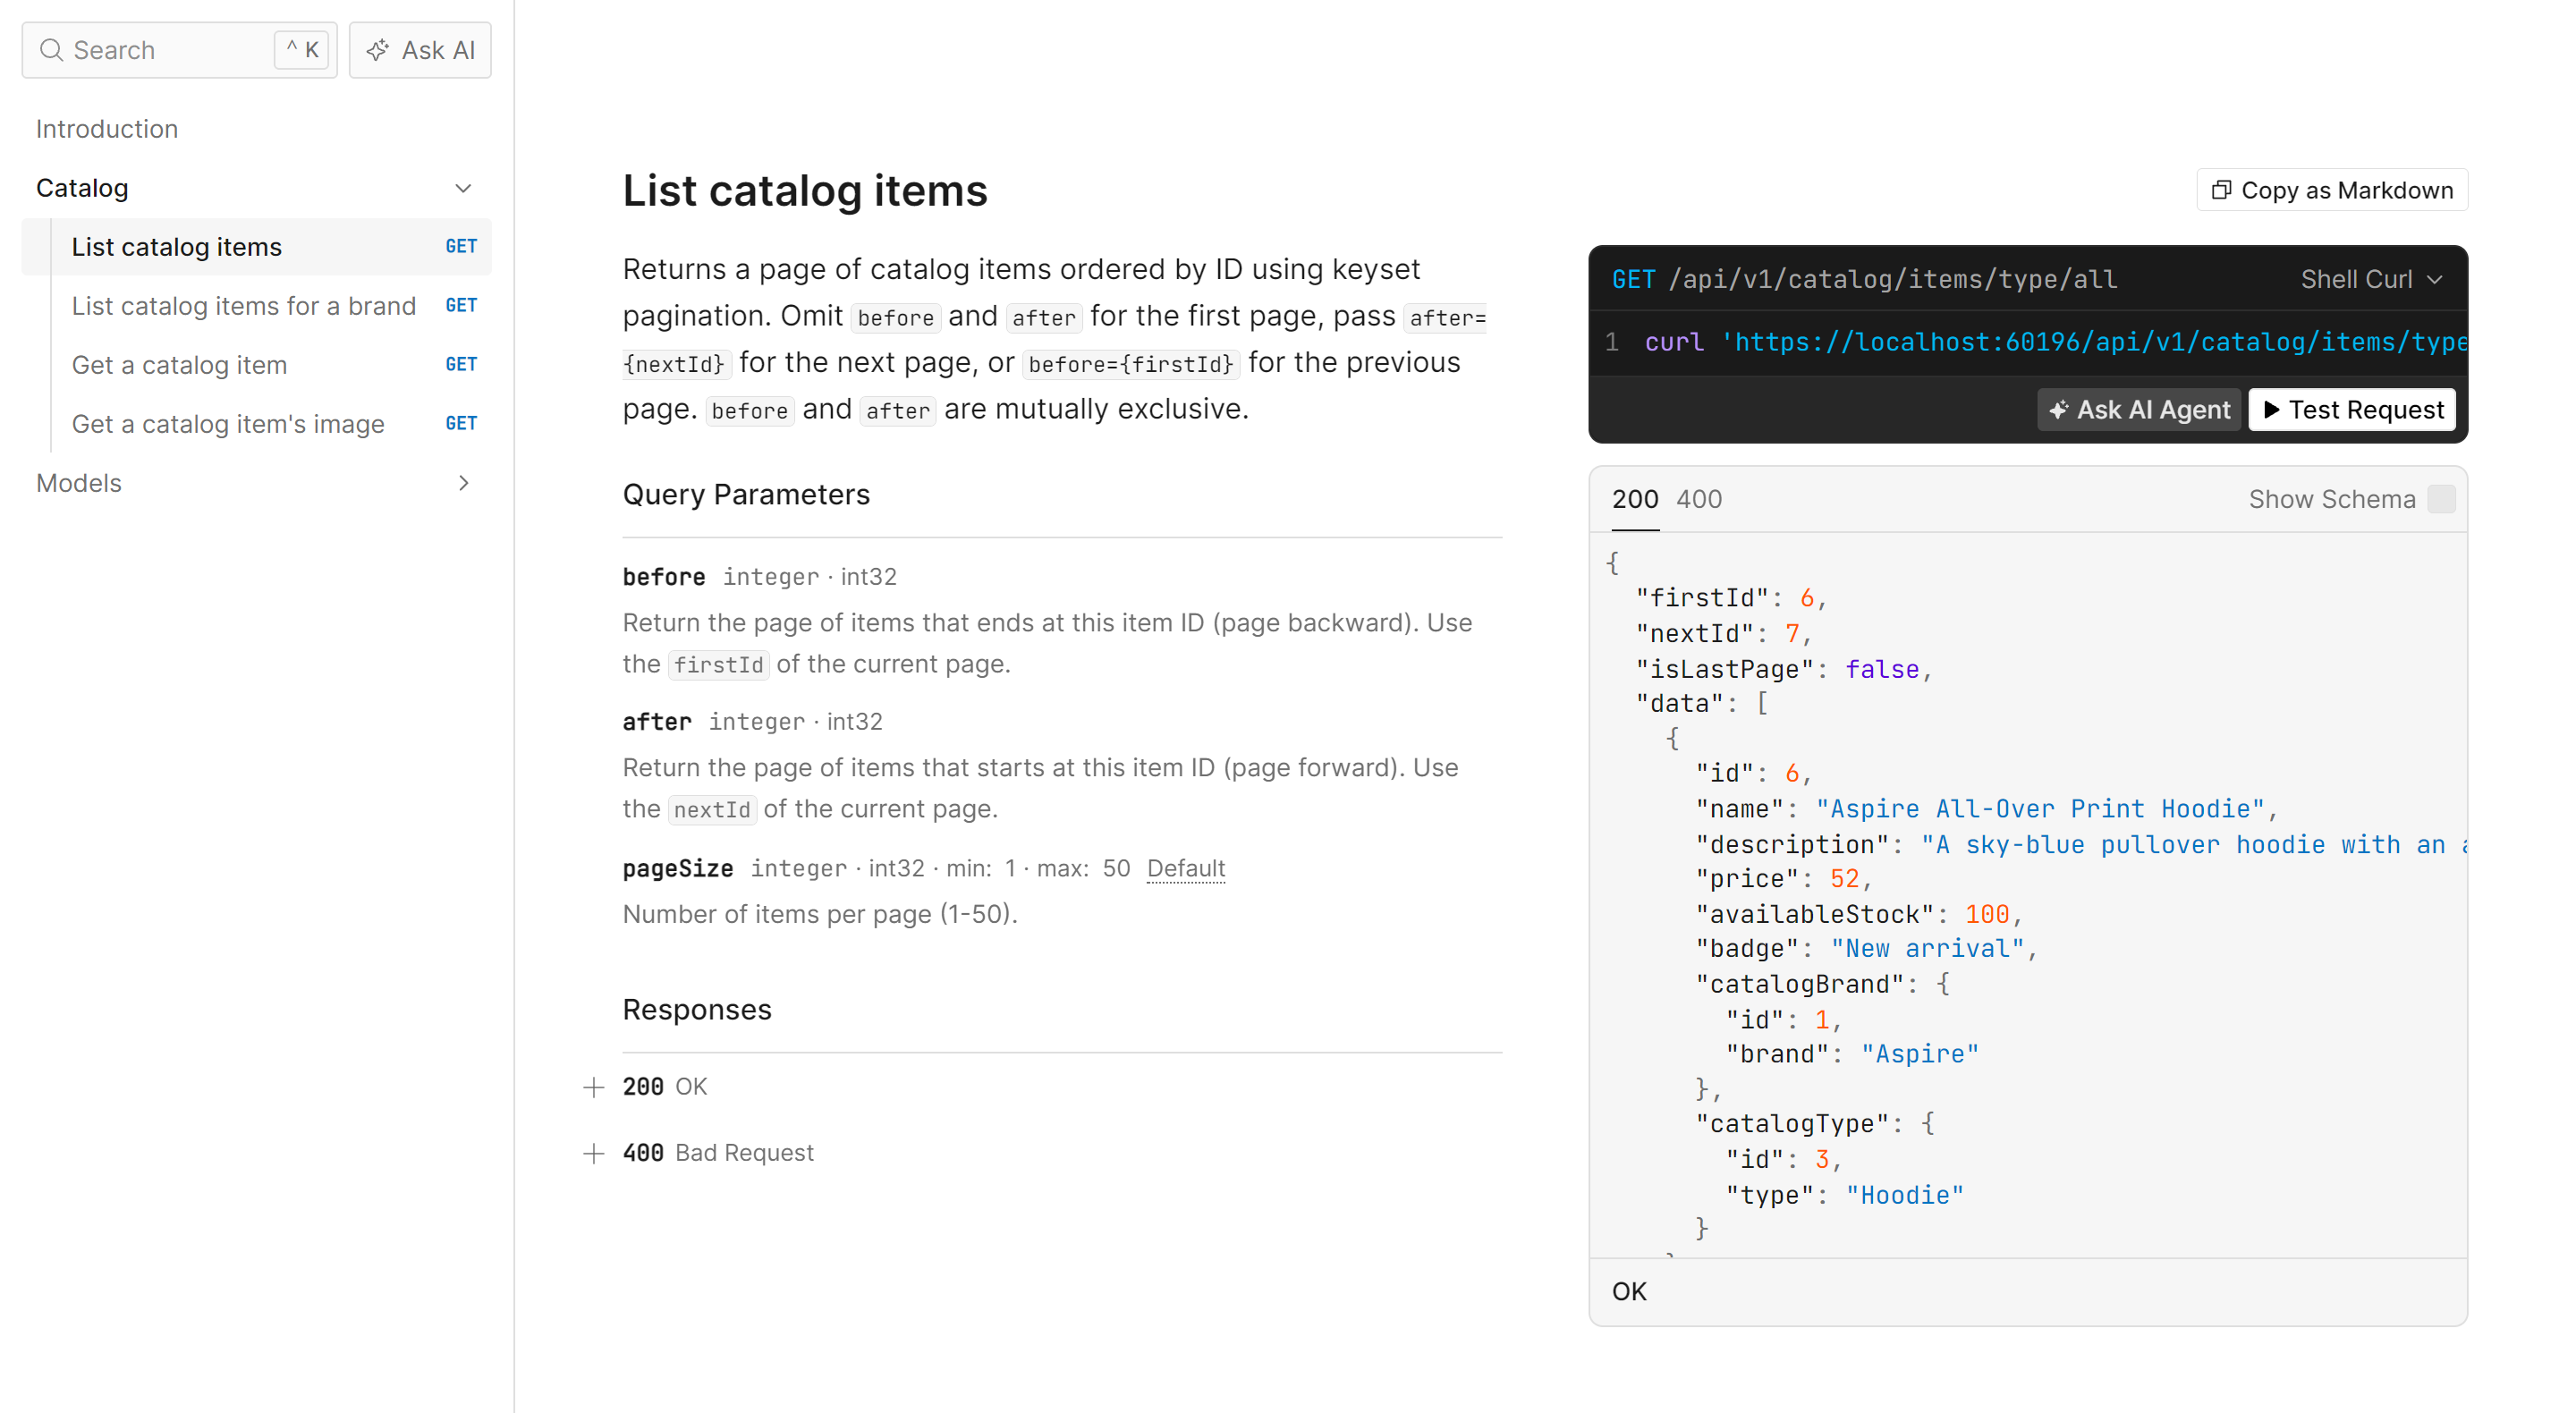 Search ^ K Ask AI
Introduction
Catalog
List catalog items GET
List catalog items for a brand GET
Get a catalog item GET
Get a catalog item's image GET
Models
List catalog items
Copy as Markdown
Returns a page of catalog items ordered by ID using keyset
pagination. Omit before and after for the first page, pass after=
{nextId} for the next page, or before={firstId} for the previous
page. before and after are mutually exclusive.
Query Parameters
before integer · int32
Return the page of items that ends at this item ID (page backward). Use
the firstId of the current page.
after integer · int32
Return the page of items that starts at this item ID (page forward). Use
the nextId of the current page.
pageSize integer · int32 · min: 1 · max: 50 Default
Number of items per page (1-50).
Responses
200 OK
400 Bad Request
GET /api/v1/catalog/items/type/all Shell Curl
1 curl 'https://localhost:60196/api/v1/catalog/items/type
Ask AI Agent Test Request
200 400 Show Schema
{
"firstId": 6,
"nextId": 7,
"isLastPage": false,
"data": [
{
"id": 6,
"name": "Aspire All-Over Print Hoodie",
"description": "A sky-blue pullover hoodie with an
"price": 52,
"availableStock": 100,
"badge": "New arrival",
"catalogBrand": {
"id": 1,
"brand": "Aspire"
},
"catalogType": {
"id": 3,
"type": "Hoodie"
}
OK